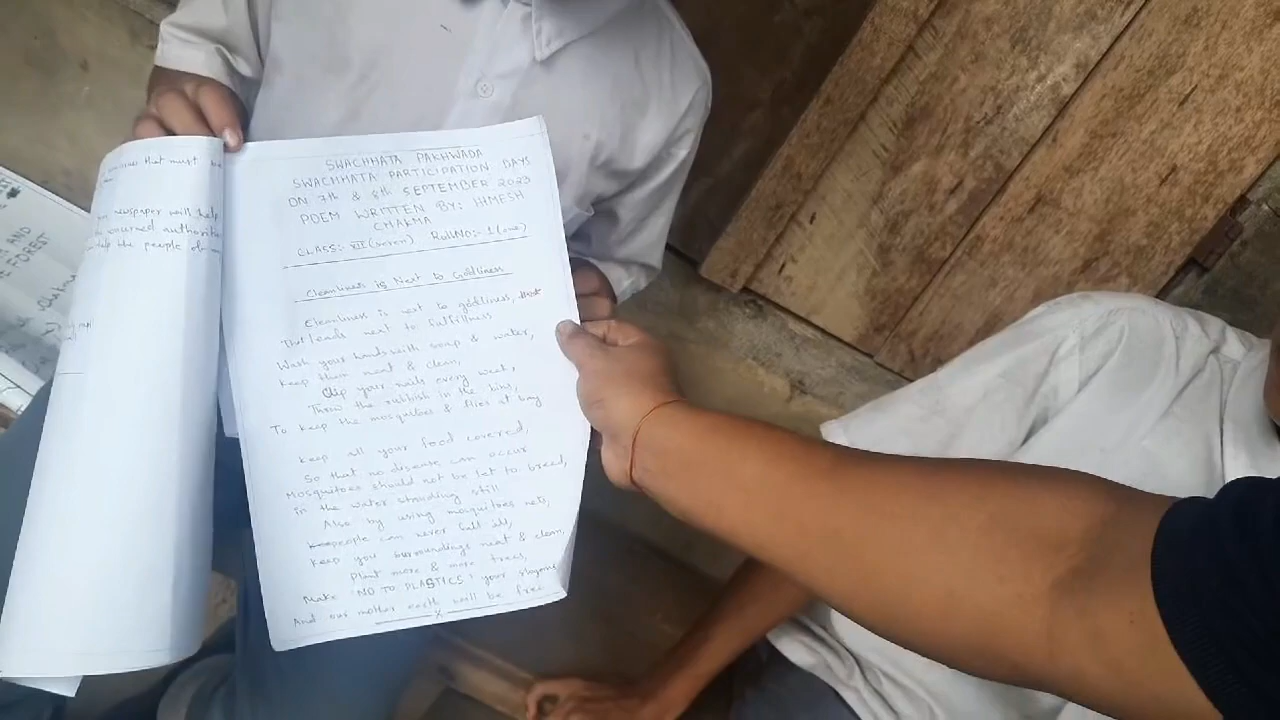 SWACHHATA PAKHWADA
SWACHHATA PARTICIPATION DAYS
ON 7th & 8th SEPTEMBER 2023
POEM WRITTEN BY: HIMESH
CHAKMA
CLASS: VII (seven) RollNO:- 1 (one)
Cleanliness is Next to Godliness
Cleanliness is next to godliness,
But leads next to fulfillness
Wash your hands with soap & water,
Keep them neat & clean,
Clip your nails every week,
Throw the rubbish in the bins,
To keep the mosquitoes & flies at bay
Keep all your food covered,
So that no disease can occur
Mosquitoes should not be let to breed,
in the water standing still
Also by using mosquitoes nets,
people can never fall ill,
Keep you surroundings neat & clean,
Plant more & more trees,
Make "NO TO PLASTICS" your slogans
And our mother earth will be free
x
that must be
newspaper will help
concerned authorities
help the people of
AND
FOREST